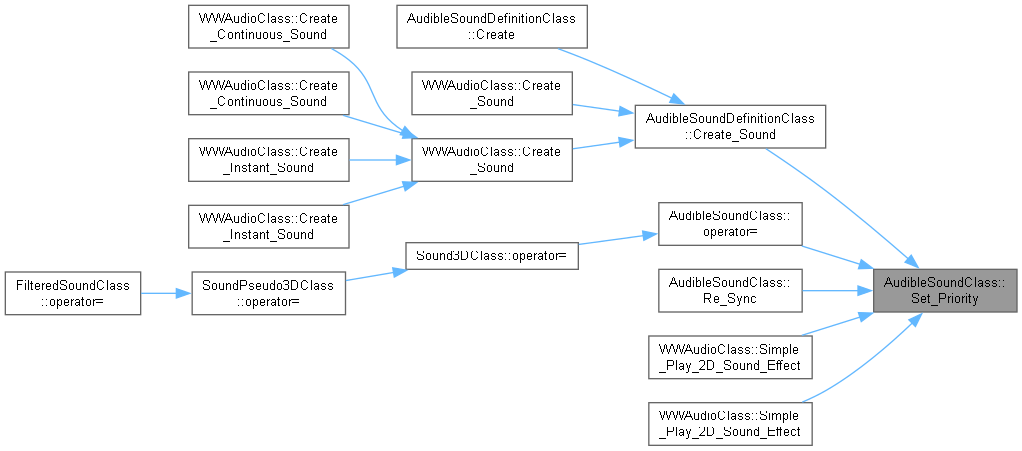 WWAudioClass::Create
_Continuous_Sound
WWAudioClass::Create
_Continuous_Sound
WWAudioClass::Create
_Instant_Sound
WWAudioClass::Create
_Instant_Sound
FilteredSoundClass
::operator=
AudibleSoundDefinitionClass
::Create
WWAudioClass::Create
_Sound
WWAudioClass::Create
_Sound
Sound3DClass::operator=
SoundPseudo3DClass
::operator=
AudibleSoundDefinitionClass
::Create_Sound
AudibleSoundClass::
operator=
AudibleSoundClass::
Re_Sync
WWAudioClass::Simple
_Play_2D_Sound_Effect
WWAudioClass::Simple
_Play_2D_Sound_Effect
AudibleSoundClass::
Set_Priority